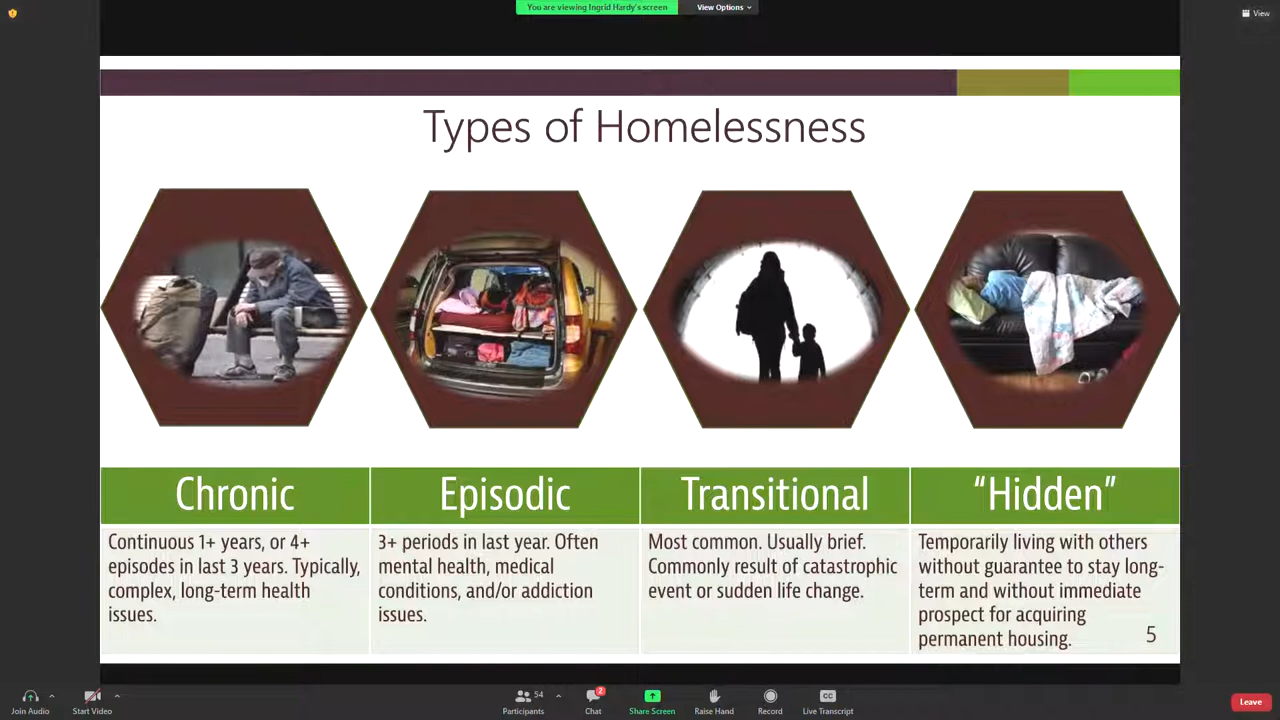 You are viewing Ingrid Hardy's screen
View Options
View
Types of Homelessness
Chronic
Episodic
Transitional
“Hidden”
Continuous 1+ years, or 4+
episodes in last 3 years. Typically,
complex, long-term health
issues.
3+ periods in last year. Often
mental health, medical
conditions, and/or addiction
issues.
Most common. Usually brief.
Commonly result of catastrophic
event or sudden life change.
Temporarily living with others
without guarantee to stay long-
term and without immediate
prospect for acquiring
permanent housing.
5
Join Audio
Start Video
54
Participants
2
Chat
Share Screen
Raise Hand
Record
CC
Live Transcript
Leave